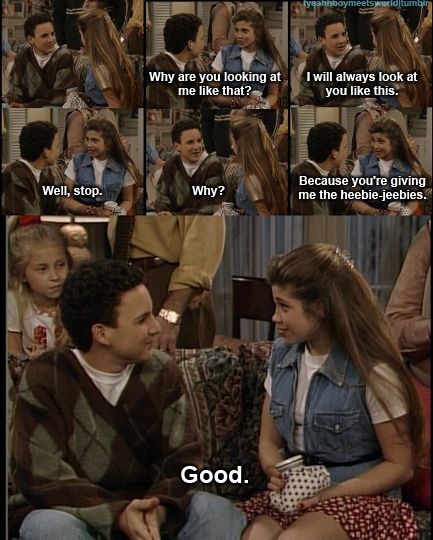 fyeahhboymeetsworld|tumblr
Why are you looking at
me like that?
I will always look at
you like this.
Well, stop.
Why?
Because you're giving
me the heebie-jeebies.
Good.